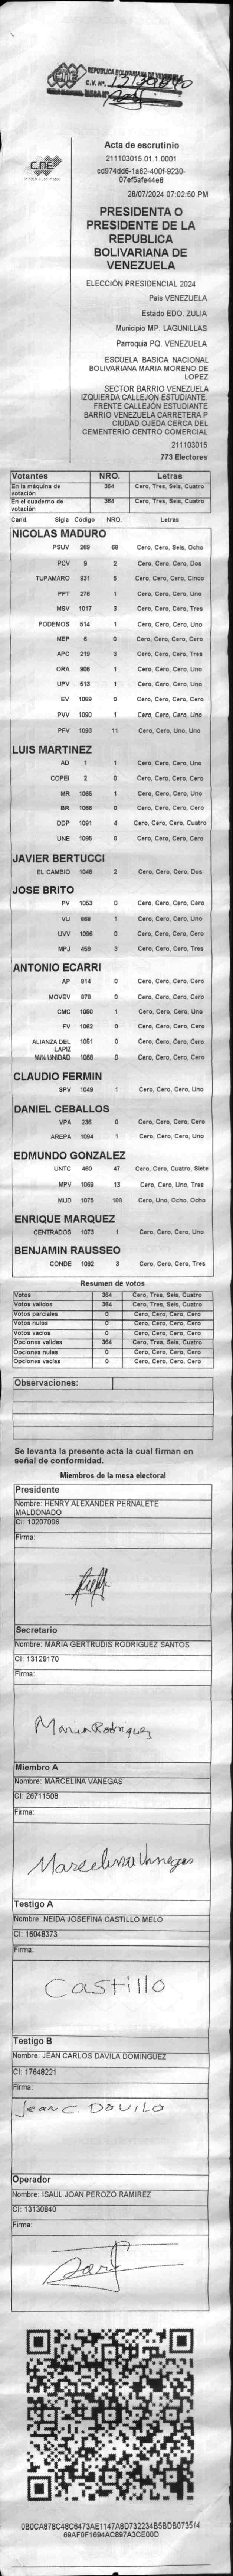 CNE
REPÚBLICA BOLIVARIANA DE VENEZUELA
C.V. Nº.
Acta de escrutinio
211103015.01.1.0001
cd974dd6-1a62-400f-9230-
07ef5afe44e8
28/07/2024 07:02:50 PM
PRESIDENTA O
PRESIDENTE DE LA
REPUBLICA
BOLIVARIANA DE
VENEZUELA
ELECCIÓN PRESIDENCIAL 2024
Pais VENEZUELA
Estado EDO. ZULIA
Municipio MP. LAGUNILLAS
Parroquia PQ. VENEZUELA
ESCUELA BASICA NACIONAL
BOLIVARIANA MARIA MORENO DE
LOPEZ
SECTOR BARRIO VENEZUELA
IZQUIERDA CALLEJÓN ESTUDIANTE.
FRENTE CALLEJÓN ESTUDIANTE
BARRIO VENEZUELA CARRETERA P
CIUDAD OJEDA CERCA DEL
CEMENTERIO CENTRO COMERCIAL
211103015
773 Electores
Votantes NRO. Letras
En la máquina de votación 364 Cero, Tres, Seis, Cuatro
En el cuaderno de votación 364 Cero, Tres, Seis, Cuatro
Cand. Sigla Código NRO. Letras
NICOLAS MADURO
PSUV 269 68 Cero, Cero, Seis, Ocho
PCV 9 2 Cero, Cero, Cero, Dos
TUPAMARO 931 5 Cero, Cero, Cero, Cinco
PPT 278 1 Cero, Cero, Cero, Uno
MSV 1017 3 Cero, Cero, Cero, Tres
PODEMOS 514 1 Cero, Cero, Cero, Uno
MEP 6 0 Cero, Cero, Cero, Cero
APC 219 3 Cero, Cero, Cero, Tres
ORA 906 1 Cero, Cero, Cero, Uno
UPV 513 1 Cero, Cero, Cero, Uno
EV 1089 0 Cero, Cero, Cero, Cero
PVV 1090 1 Cero, Cero, Cero, Uno
PFV 1093 11 Cero, Cero, Uno, Uno
LUIS MARTINEZ
AD 1 1 Cero, Cero, Cero, Uno
COPEI 2 0 Cero, Cero, Cero, Cero
MR 1065 1 Cero, Cero, Cero, Uno
BR 1066 0 Cero, Cero, Cero, Cero
DDP 1091 4 Cero, Cero, Cero, Cuatro
UNE 1095 0 Cero, Cero, Cero, Cero
JAVIER BERTUCCI
EL CAMBIO 1048 2 Cero, Cero, Cero, Dos
JOSE BRITO
PV 1053 0 Cero, Cero, Cero, Cero
VU 868 1 Cero, Cero, Cero, Uno
UVV 1096 0 Cero, Cero, Cero, Cero
MPJ 458 3 Cero, Cero, Cero, Tres
ANTONIO ECARRI
AP 814 0 Cero, Cero, Cero, Cero
MOVEV 878 0 Cero, Cero, Cero, Cero
CMC 1050 1 Cero, Cero, Cero, Uno
FV 1062 0 Cero, Cero, Cero, Cero
ALIANZA DEL LAPIZ 1061 0 Cero, Cero, Cero, Cero
MIN UNIDAD 1058 0 Cero, Cero, Cero, Cero
CLAUDIO FERMIN
SPV 1049 1 Cero, Cero, Cero, Uno
DANIEL CEBALLOS
VPA 236 0 Cero, Cero, Cero, Cero
AREPA 1094 1 Cero, Cero, Cero, Uno
EDMUNDO GONZALEZ
UNTC 460 47 Cero, Cero, Cuatro, Siete
MPV 1069 13 Cero, Cero, Uno, Tres
MUD 1075 188 Cero, Uno, Ocho, Ocho
ENRIQUE MARQUEZ
CENTRADOS 1073 1 Cero, Cero, Cero, Uno
BENJAMIN RAUSSEO
CONDE 1092 3 Cero, Cero, Cero, Tres
Resumen de votos
Votos 364 Cero, Tres, Seis, Cuatro
Votos validos 364 Cero, Tres, Seis, Cuatro
Votos parciales 0 Cero, Cero, Cero, Cero
Votos nulos 0 Cero, Cero, Cero, Cero
Votos vacios 0 Cero, Cero, Cero, Cero
Opciones validas 364 Cero, Tres, Seis, Cuatro
Opciones nulas 0 Cero, Cero, Cero, Cero
Opciones vacias 0 Cero, Cero, Cero, Cero
Observaciones:
Se levanta la presente acta la cual firman en
señal de conformidad.
Miembros de la mesa electoral
Presidente
Nombre: HENRY ALEXANDER PERNALETE
MALDONADO
CI: 10207006
Firma:
Secretario
Nombre: MARIA GERTRUDIS RODRIGUEZ SANTOS
CI: 13129170
Firma:
Maria Rodriguez
Miembro A
Nombre: MARCELINA VANEGAS
CI: 26711508
Firma:
Marcelina Vanegas
Testigo A
Nombre: NEIDA JOSEFINA CASTILLO MELO
CI: 16048373
Firma:
Castillo
Testigo B
Nombre: JEAN CARLOS DAVILA DOMINGUEZ
CI: 17648221
Firma:
Jean C. Davila
Operador
Nombre: ISAUL JOAN PEROZO RAMIREZ
CI: 13130840
Firma:
0B0CA878C48C6473AE1147A8D732234B5BDB073514
69AF0F1694AC897A3CE00D